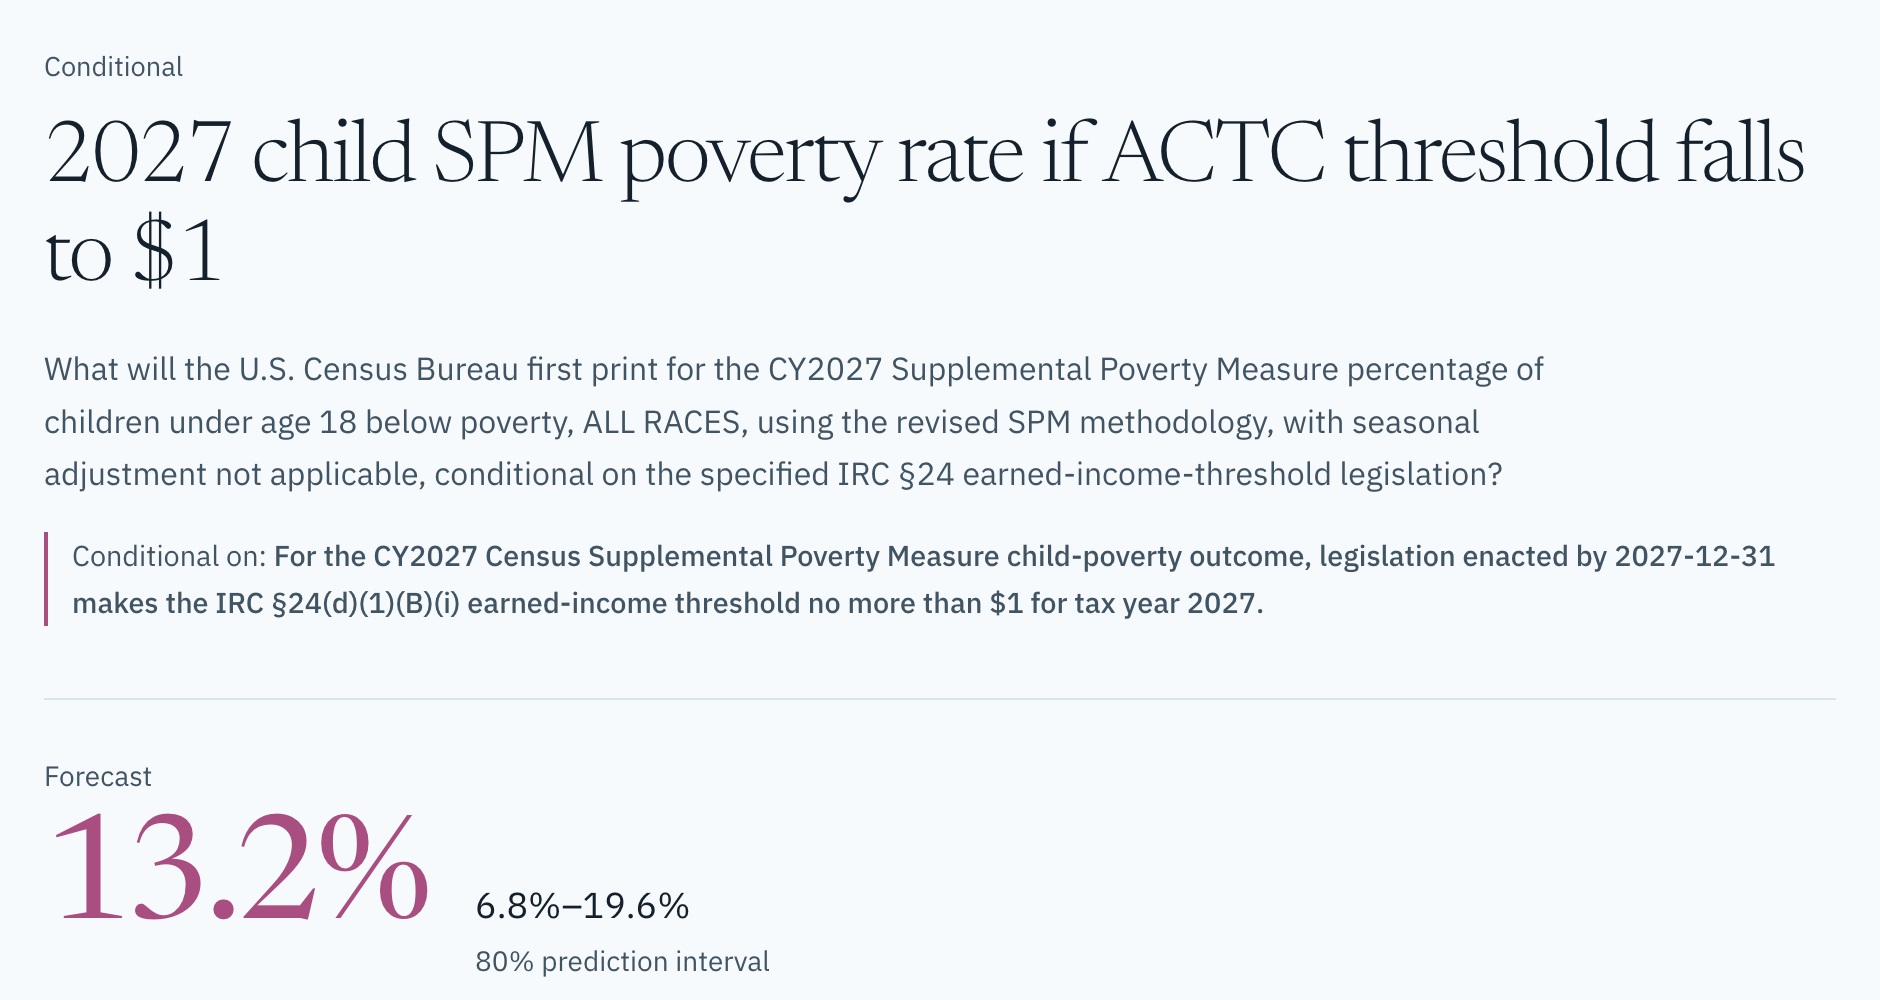 Conditional
2027 child SPM poverty rate if ACTC threshold falls
to $1
What will the U.S. Census Bureau first print for the CY2027 Supplemental Poverty Measure percentage of
children under age 18 below poverty, ALL RACES, using the revised SPM methodology, with seasonal
adjustment not applicable, conditional on the specified IRC §24 earned-income-threshold legislation?
Conditional on: For the CY2027 Census Supplemental Poverty Measure child-poverty outcome, legislation enacted by 2027-12-31
makes the IRC §24(d)(1)(B)(i) earned-income threshold no more than $1 for tax year 2027.
Forecast
13.2%
6.8%–19.6%
80% prediction interval